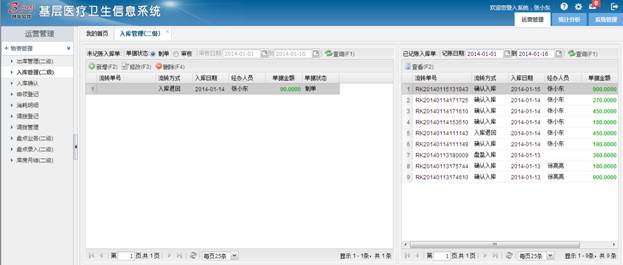 基层医疗卫生信息系统
欢迎您登入系统，张小东
运营管理 统计分析 系统管理
运营管理
我的首页 入库管理(二级)
物资管理
出库管理(二级)
入库管理(二级)
入库确认
申领登记
消耗明细
调拨登记
调拨管理
盘点业务(二级)
盘点录入(二级)
库房月结(二级)
未记账入库单: 单据状态: 制单 审核 审核日期: 2014-01-01 到 2014-01-16 查询(F1)
新增(F2) 修改(F3) 删除(F4)
流转单号 流转方式 入库日期 经办人员 单据金额 单据状态
1 入库退回 2014-01-14 张小东 90.0000 制单
第 1 页,共 1 页 每页25条 显示 1 - 1条，共 1 条
已记账入库单: 记账日期: 2014-01-01 到 2014-01-16 查询(F1)
查看(F2)
流转单号 流转方式 入库日期 经办人员 单据金额
1 RK20140115131943 确认入库 2014-01-15 张小东 900.0000
2 RK20140114171725 确认入库 2014-01-14 张小东 270.0000
3 RK20140114171610 确认入库 2014-01-14 张小东 450.0000
4 RK20140114153510 确认入库 2014-01-14 张小东 180.0000
5 RK20140114111143 入库退回 2014-01-14 张小东 450.0000
6 RK20140114111149 确认入库 2014-01-14 张小东 180.0000
7 RK20140113180009 盘盈入库 2014-01-13 360.0000
8 RK20140113175744 确认入库 2014-01-13 张高高 180.0000
9 RK20140113174610 确认入库 2014-01-13 张高高 900.0000
第 1 页,共 1 页 每页25条 显示 1 - 9条，共 9 条